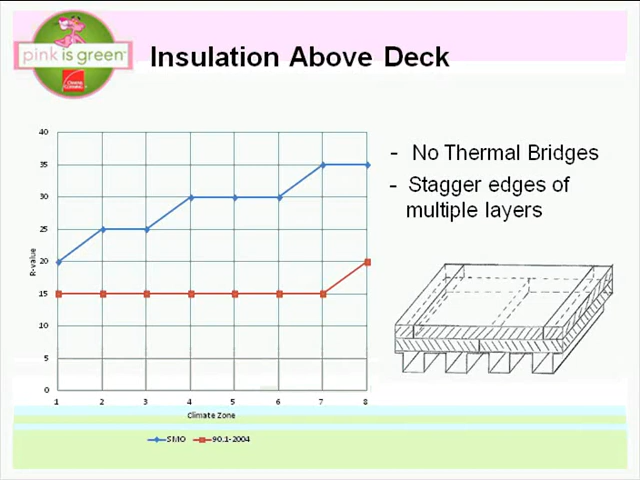 pink is green
Insulation Above Deck
- No Thermal Bridges
- Stagger edges of
multiple layers
40
35
30
25
20
15
10
5
0
R-value
1 2 3 4 5 6 7 8
Climate Zone
SMO 90.1-2004